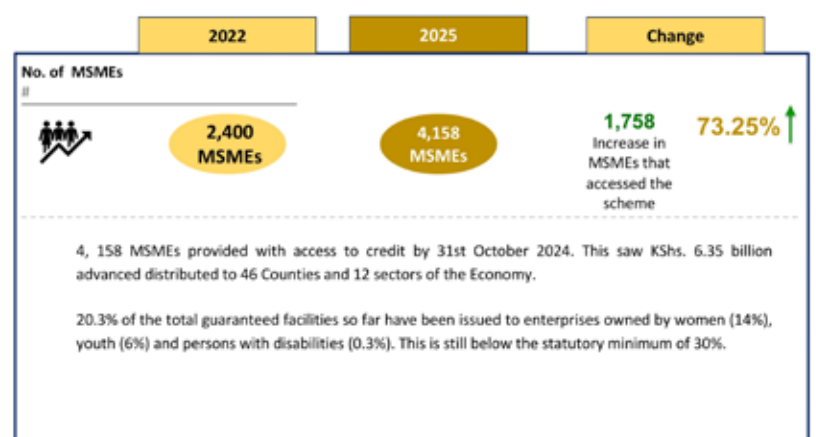 2022 2025 Change
No. of MSMEs
#
2,400 4,158 1,758 73.25%
MSMEs MSMEs Increase in
MSMEs that
accessed the
scheme
4, 158 MSMEs provided with access to credit by 31st October 2024. This saw KShs. 6.35 billion
advanced distributed to 46 Counties and 12 sectors of the Economy.
20.3% of the total guaranteed facilities so far have been issued to enterprises owned by women (14%),
youth (6%) and persons with disabilities (0.3%). This is still below the statutory minimum of 30%.